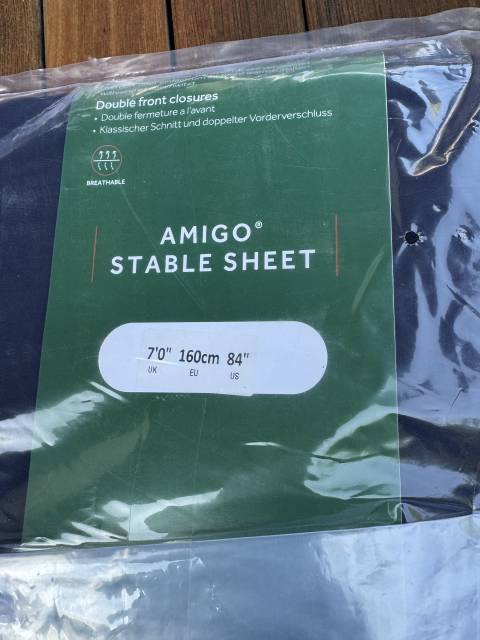 Double front closures
• Double fermeture a l'avant
• Klassischer Schnitt und doppelter Vorderverschluss
BREATHABLE
AMIGO®
STABLE SHEET
7'0" 160cm 84"
UK EU US